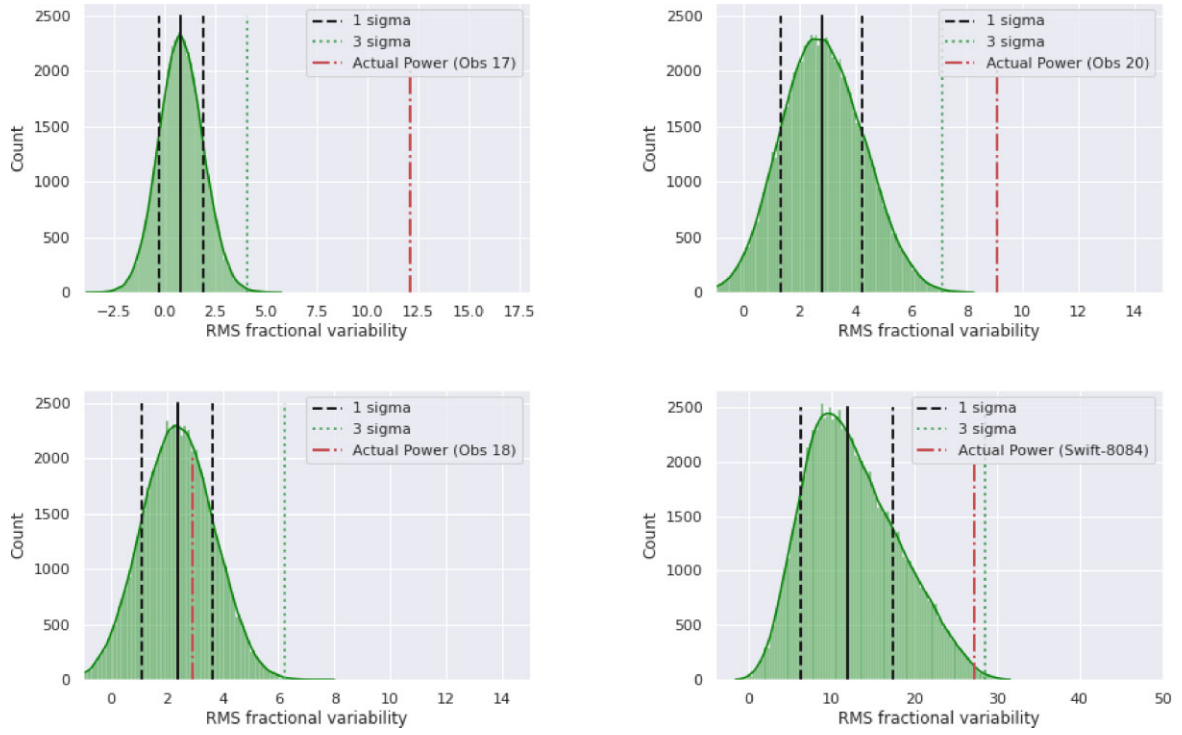 2500
2000
1500
1000
500
0
Count
−2.5 0.0 2.5 5.0 7.5 10.0 12.5 15.0 17.5
RMS fractional variability
1 sigma
3 sigma
Actual Power (Obs 17)
2500
2000
1500
1000
500
0
Count
0 2 4 6 8 10 12 14
RMS fractional variability
1 sigma
3 sigma
Actual Power (Obs 20)
2500
2000
1500
1000
500
0
Count
0 2 4 6 8 10 12 14
RMS fractional variability
1 sigma
3 sigma
Actual Power (Obs 18)
2500
2000
1500
1000
500
0
Count
0 10 20 30 40 50
RMS fractional variability
1 sigma
3 sigma
Actual Power (Swift-8084)